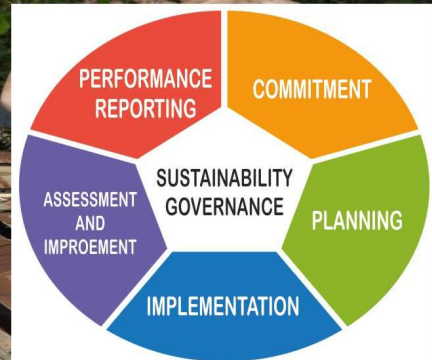 PERFORMANCE
REPORTING
COMMITMENT
SUSTAINABILITY
GOVERNANCE
ASSESSMENT
AND
IMPROEMENT
PLANNING
IMPLEMENTATION